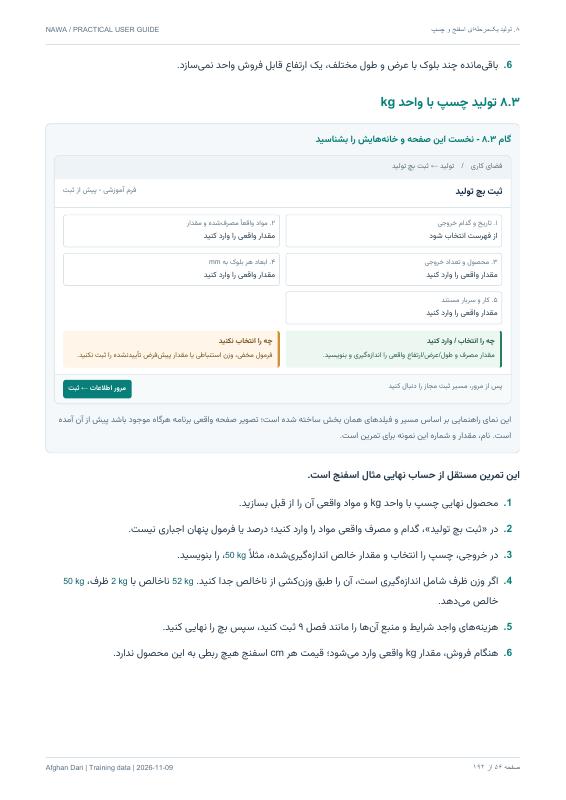 ۸. تولید یک‌مرحله‌ای اسفنج و چسپ
NAWA / PRACTICAL USER GUIDE
6. باقی‌مانده چند بلوک با عرض و طول مختلف، یک ارتفاع قابل فروش واحد نمی‌سازد.
۸.۳ تولید چسپ با واحد kg
گام ۸.۳ - نخست این صفحه و خانه‌هایش را بشناسید
فضای کاری / تولید ← ثبت بچ تولید
ثبت بچ تولید
فرم آموزشی - پیش از ثبت
۱. تاریخ و گدام خروجی
از فهرست انتخاب شود
۲. مواد واقعاً مصرف‌شده و مقدار
مقدار واقعی را وارد کنید
۳. محصول و تعداد خروجی
مقدار واقعی را وارد کنید
۴. ابعاد هر بلوک به mm
مقدار واقعی را وارد کنید
۵. کار و سربار مستند
مقدار واقعی را وارد کنید
چه را انتخاب / وارد کنید
مقدار مصرف و طول/عرض/ارتفاع واقعی را اندازه‌گیری و بنویسید.
چه را انتخاب نکنید
فرمول مخفی، وزن استنباطی یا مقدار پیش‌فرض تأییدنشده را ثبت نکنید.
پس از مرور، مسیر ثبت مجاز را دنبال کنید
مرور اطلاعات ← ثبت
این نمای راهنمایی بر اساس مسیر و فیلدهای همان بخش ساخته شده است؛ تصویر صفحه واقعی برنامه هرگاه موجود باشد پیش از آن آمده
است. نام، مقدار و شماره این نمونه برای تمرین است.
این تمرین مستقل از حساب نهایی مثال اسفنج است.
1. محصول نهایی چسپ با واحد kg و مواد واقعی آن را از قبل بسازید.
2. در «ثبت بچ تولید»، گدام و مصرف واقعی مواد را وارد کنید؛ درصد یا فرمول پنهان اجباری نیست.
3. در خروجی، چسپ را انتخاب و مقدار خالص اندازه‌گیری‌شده، مثلاً 50 kg، را بنویسید.
4. اگر وزن ظرف شامل اندازه‌گیری است، آن را طبق وزن‌کشی از ناخالص جدا کنید. 52 kg ناخالص با 2 kg ظرف، 50 kg
خالص می‌دهد.
5. هزینه‌های واجد شرایط و منبع آن‌ها را مانند فصل ۹ ثبت کنید، سپس بچ را نهایی کنید.
6. هنگام فروش، مقدار kg واقعی وارد می‌شود؛ قیمت هر cm اسفنج هیچ ربطی به این محصول ندارد.
صفحه ۵۴ از ۱۹۲
Afghan Dari | Training data | 2026-11-09